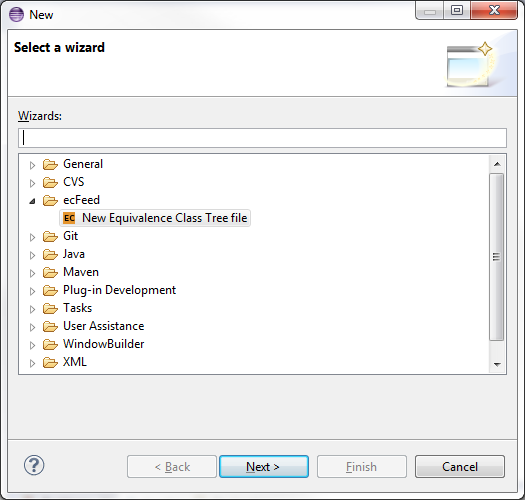 New
Select a wizard
Wizards:
General
CVS
ecFeed
EC New Equivalence Class Tree file
Git
Java
Maven
Plug-in Development
Tasks
User Assistance
WindowBuilder
XML
? < Back Next > Finish Cancel